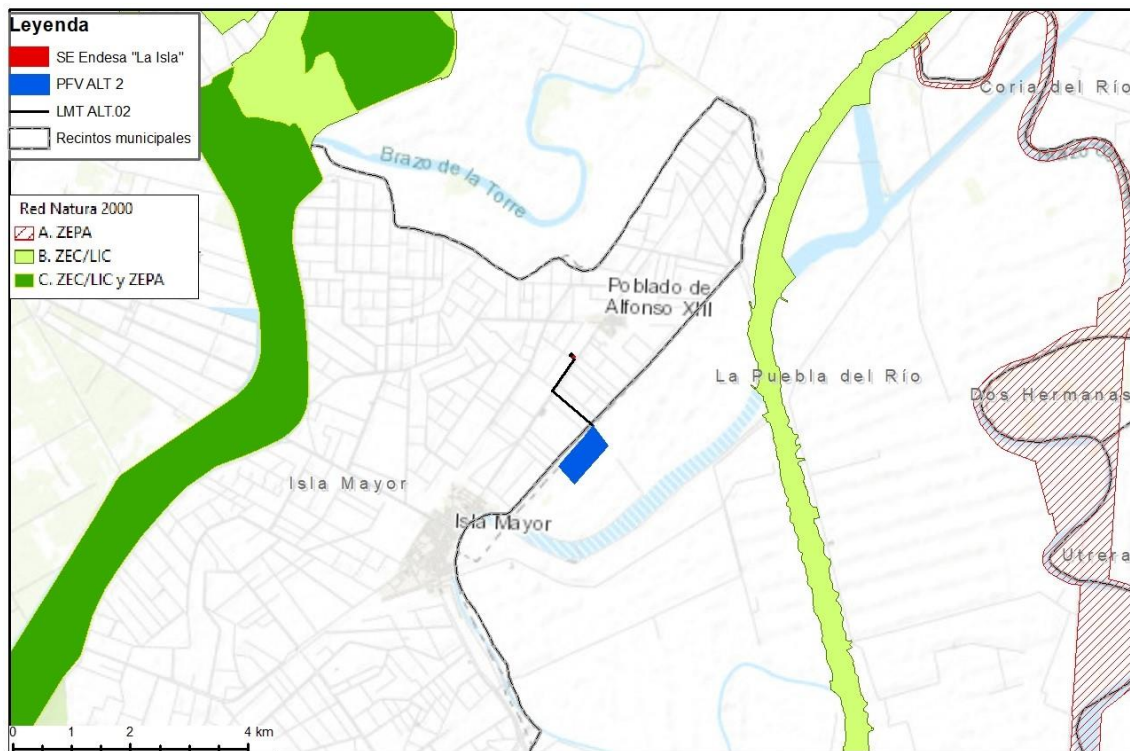 Leyenda
SE Endesa "La Isla"
PFV ALT 2
LMT ALT.02
Recintos municipales
Red Natura 2000
A. ZEPA
B. ZEC/LIC
C. ZEC/LIC y ZEPA
Coria del Río
Brazo de la Torre
Poblado de
Alfonso XIII
La Puebla del Río
Dos Hermanas
Isla Mayor
Isla Mayor
Utrera
0 1 2 4 km